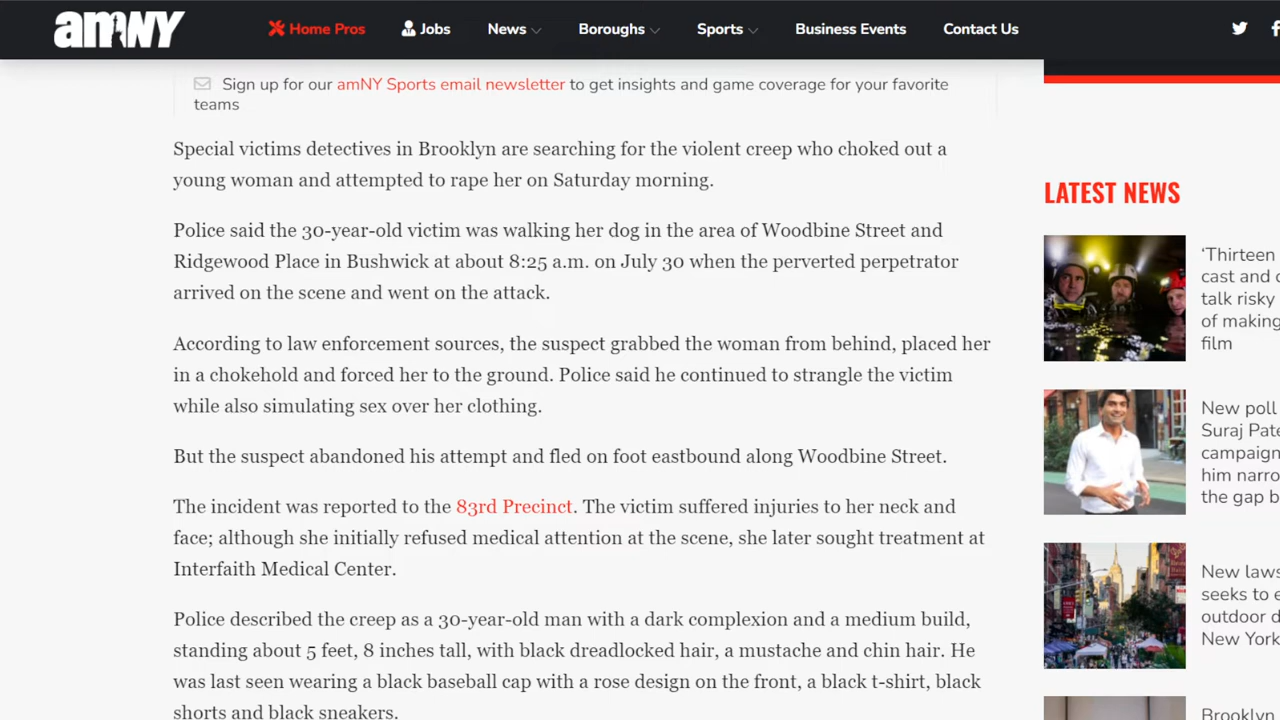 amNY
Home Pros
Jobs
News
Boroughs
Sports
Business Events
Contact Us
Sign up for our amNY Sports email newsletter to get insights and game coverage for your favorite
teams
Special victims detectives in Brooklyn are searching for the violent creep who choked out a
young woman and attempted to rape her on Saturday morning.
Police said the 30-year-old victim was walking her dog in the area of Woodbine Street and
Ridgewood Place in Bushwick at about 8:25 a.m. on July 30 when the perverted perpetrator
arrived on the scene and went on the attack.
According to law enforcement sources, the suspect grabbed the woman from behind, placed her
in a chokehold and forced her to the ground. Police said he continued to strangle the victim
while also simulating sex over her clothing.
But the suspect abandoned his attempt and fled on foot eastbound along Woodbine Street.
The incident was reported to the 83rd Precinct. The victim suffered injuries to her neck and
face; although she initially refused medical attention at the scene, she later sought treatment at
Interfaith Medical Center.
Police described the creep as a 30-year-old man with a dark complexion and a medium build,
standing about 5 feet, 8 inches tall, with black dreadlocked hair, a mustache and chin hair. He
was last seen wearing a black baseball cap with a rose design on the front, a black t-shirt, black
shorts and black sneakers.
LATEST NEWS
‘Thirteen
cast and
talk risky
of making
film
New poll
Suraj
campaign
him
the gap
New
seeks to
outdoor
New York
Brooklyn